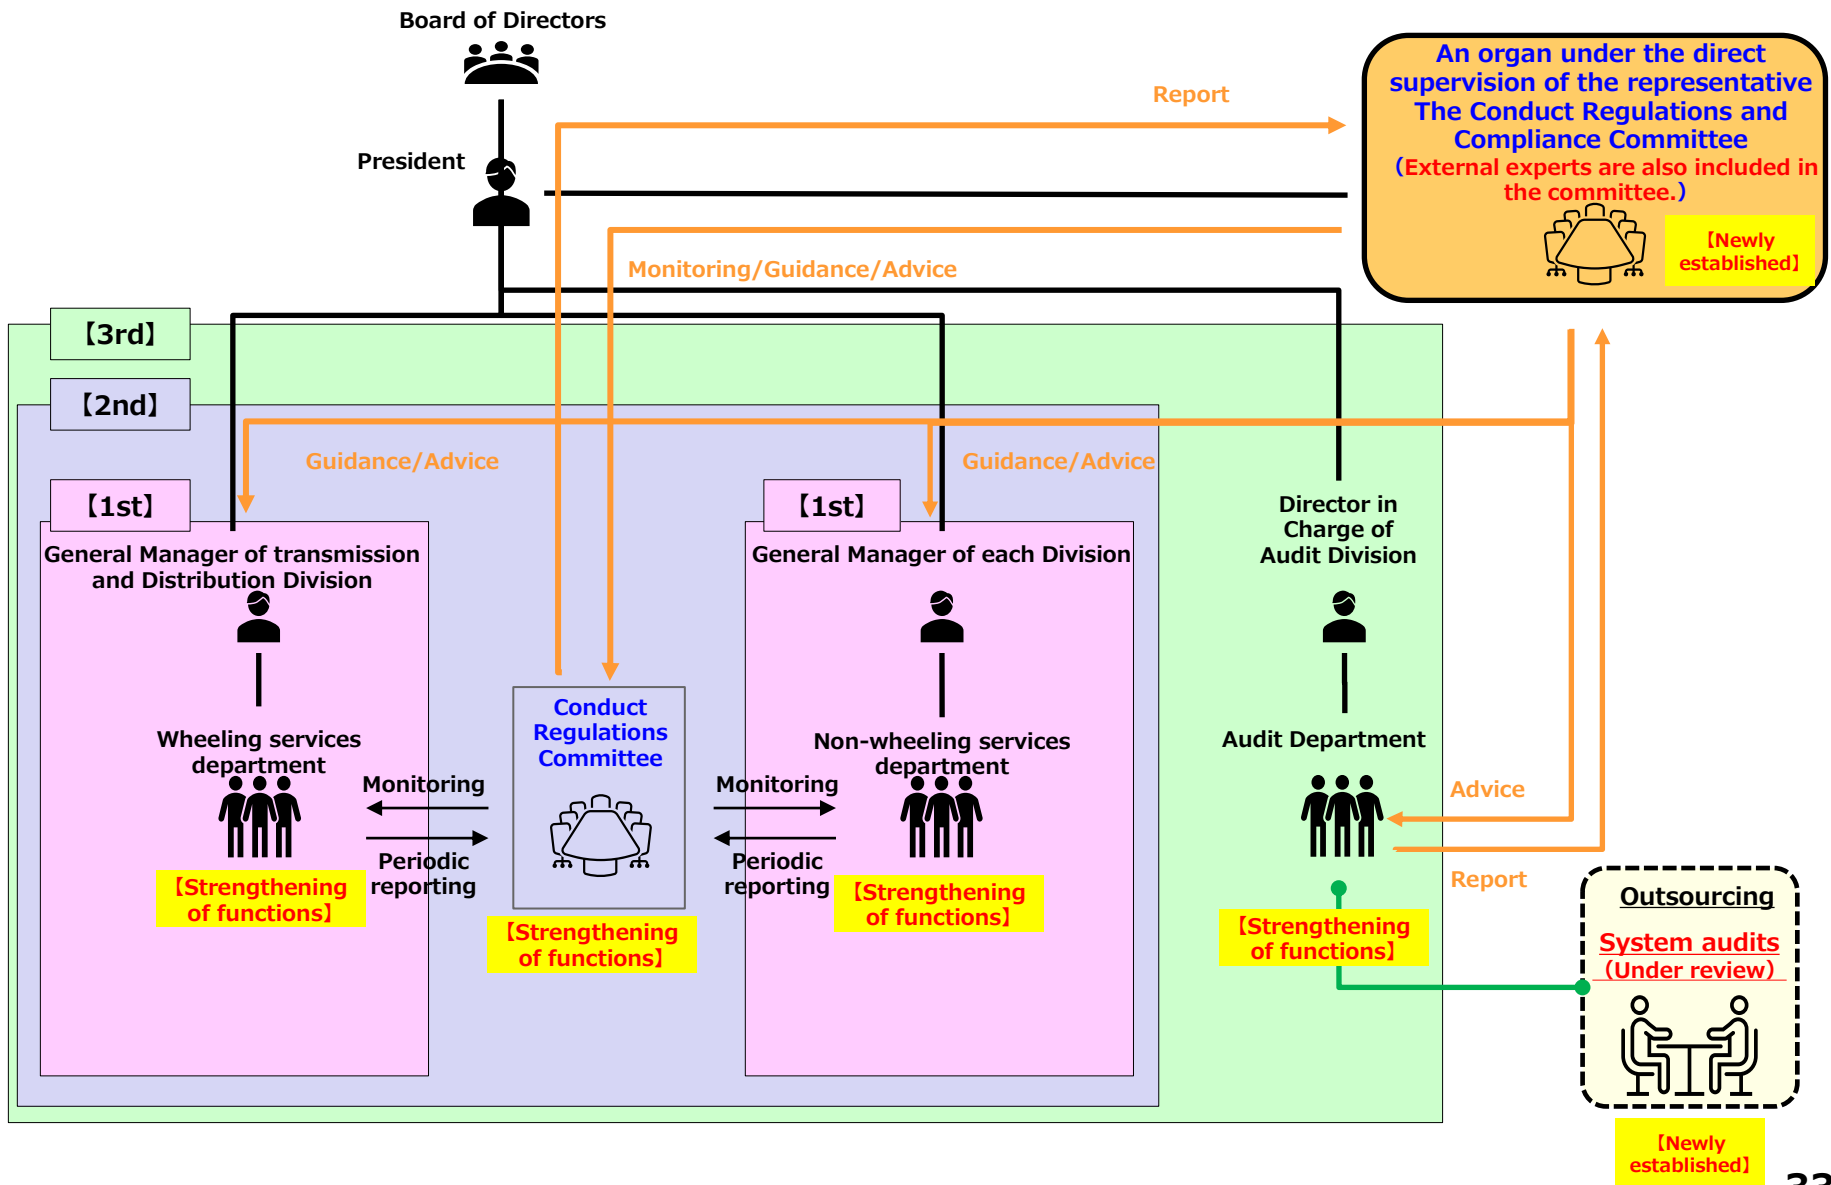 Board of Directors
President
Report
An organ under the direct
supervision of the representative
The Conduct Regulations and
Compliance Committee
（External experts are also included in
the committee.）
【Newly
established】
Monitoring/Guidance/Advice
【3rd】
【2nd】
Guidance/Advice
Guidance/Advice
【1st】
General Manager of transmission
and Distribution Division
Wheeling services
department
【Strengthening
of functions】
Monitoring
Periodic
reporting
Conduct
Regulations
Committee
【Strengthening
of functions】
Monitoring
Periodic
reporting
【1st】
General Manager of each Division
Non-wheeling services
department
【Strengthening
of functions】
Director in
Charge of
Audit Division
Audit Department
【Strengthening
of functions】
Advice
Report
Outsourcing
System audits
（Under review）
【Newly
established】